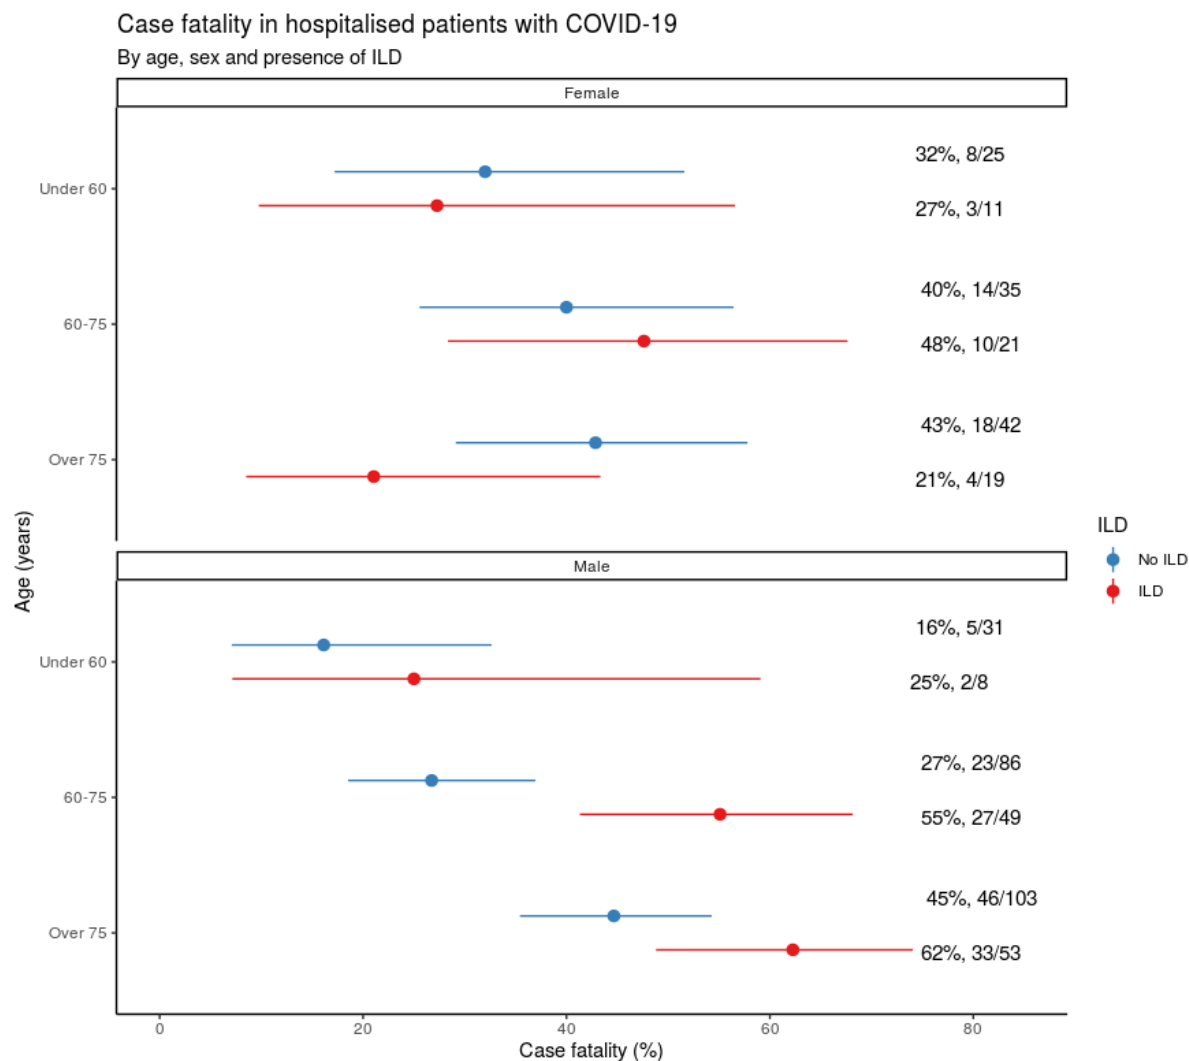 Case fatality in hospitalised patients with COVID-19
By age, sex and presence of ILD
Female
32%, 8/25
Under 60
27%, 3/11
40%, 14/35
60-75
48%, 10/21
43%, 18/42
Over 75
21%, 4/19
Age (years)
ILD
No ILD
ILD
Male
16%, 5/31
Under 60
25%, 2/8
27%, 23/86
60-75
55%, 27/49
45%, 46/103
Over 75
62%, 33/53
0 20 40 60 80
Case fatality (%)